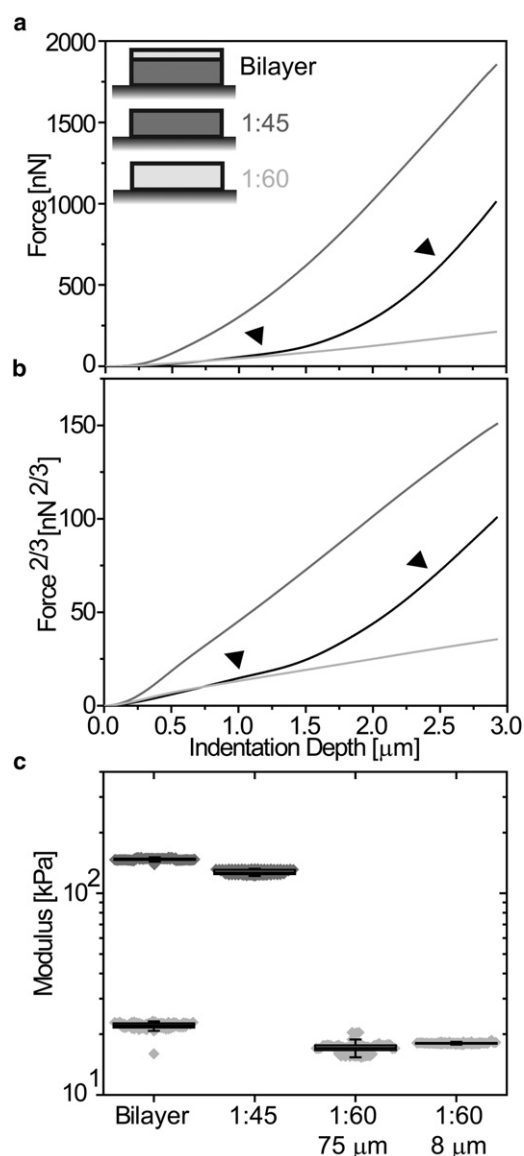 a
2000
1500
1000
500
0
Force [nN]
Bilayer
1:45
1:60
b
150
100
50
0
Force 2/3 [nN 2/3]
0.0 0.5 1.0 1.5 2.0 2.5 3.0
Indentation Depth [μm]
c
10 2
10 1
Modulus [kPa]
Bilayer 1:45 1:60 1:60
75 μm 8 μm